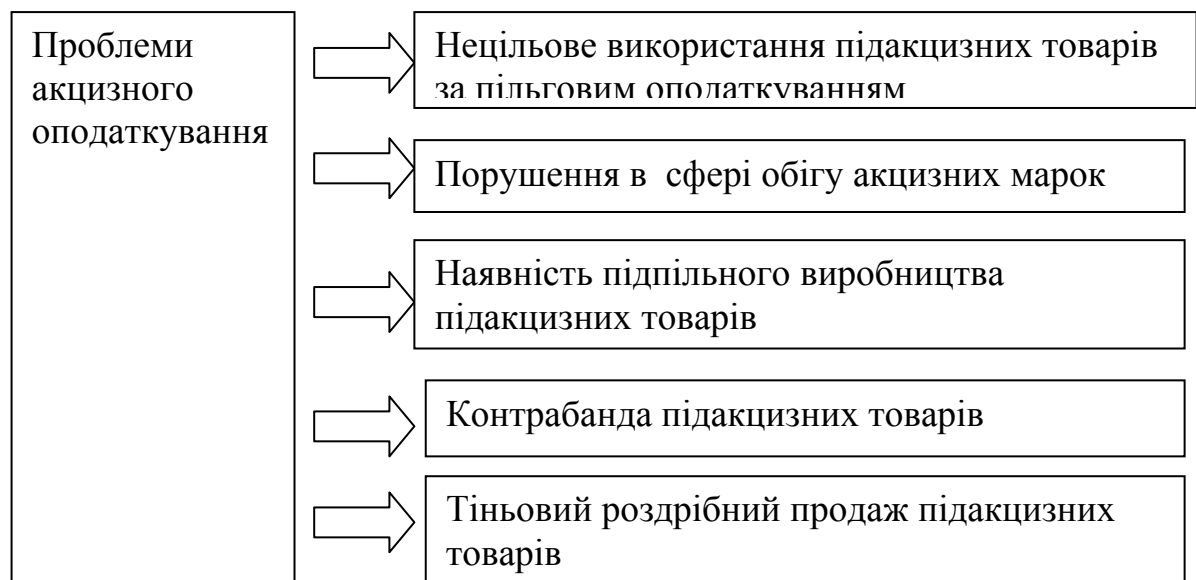 Проблеми
акцизного
оподаткування
Нецільове використання підакцизних товарів
за пільговим оподаткуванням
Порушення в сфері обігу акцизних марок
Наявність підпільного виробництва
підакцизних товарів
Контрабанда підакцизних товарів
Тіньовий роздрібний продаж підакцизних
товарів